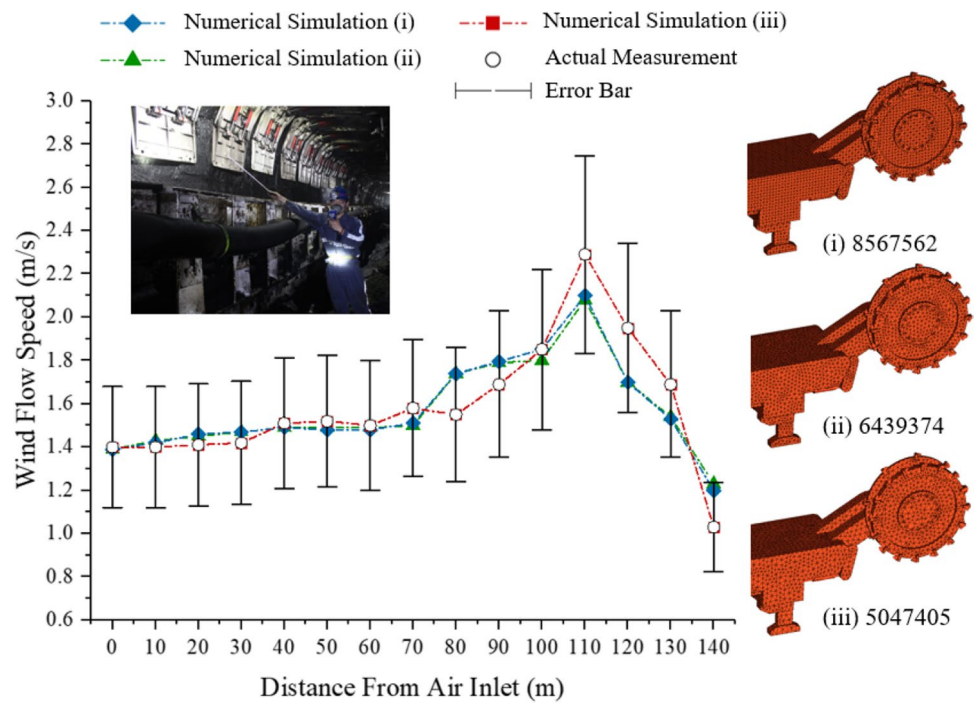 Numerical Simulation (i)
Numerical Simulation (iii)
Numerical Simulation (ii)
Actual Measurement
Error Bar
Wind Flow Speed (m/s)
3.0
2.8
2.6
2.4
2.2
2.0
1.8
1.6
1.4
1.2
1.0
0.8
0.6
0 10 20 30 40 50 60 70 80 90 100 110 120 130 140
Distance From Air Inlet (m)
(i) 8567562
(ii) 6439374
(iii) 5047405